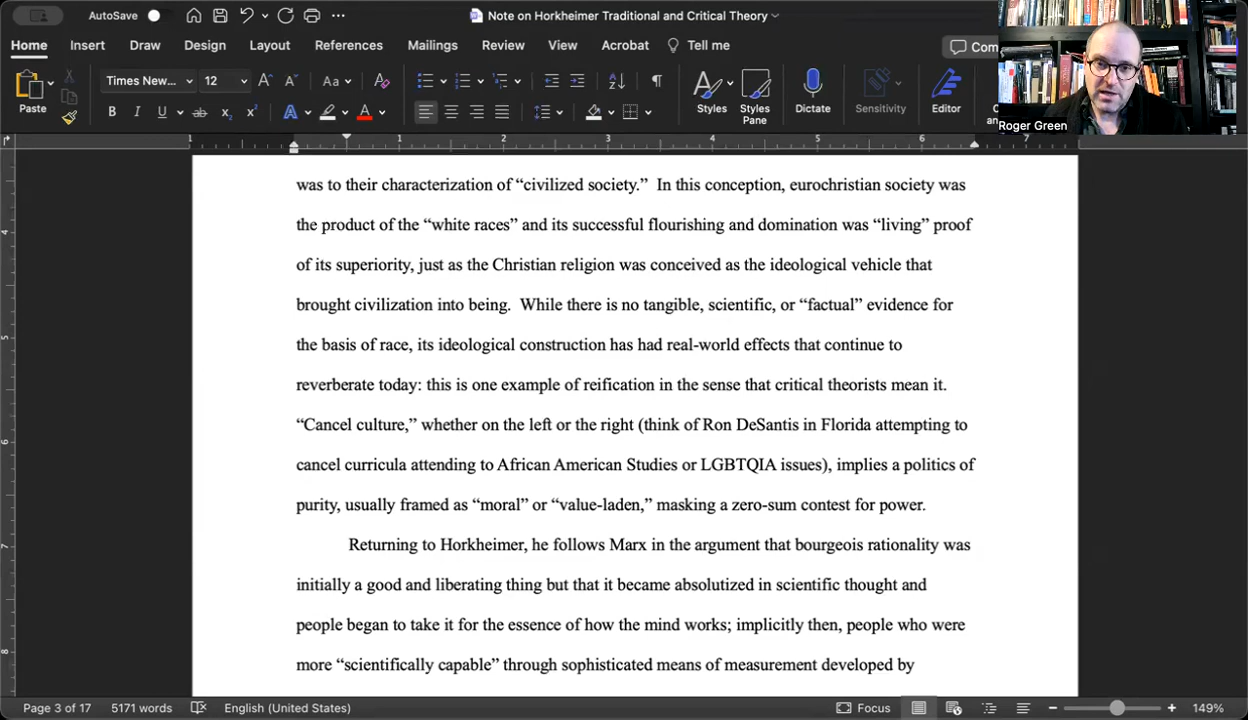 AutoSave
Note on Horkheimer Traditional and Critical Theory
Home Insert Draw Design Layout References Mailings Review View Acrobat Tell me Com
Times New... 12 Aa
Paste
Styles Styles Pane Dictate Sensitivity Editor
Roger Green
1 1 2 3 4 5 6 7
was to their characterization of “civilized society.”  In this conception, eurochristian society was
the product of the “white races” and its successful flourishing and domination was “living” proof
of its superiority, just as the Christian religion was conceived as the ideological vehicle that
brought civilization into being.  While there is no tangible, scientific, or “factual” evidence for
the basis of race, its ideological construction has had real-world effects that continue to
reverberate today: this is one example of reification in the sense that critical theorists mean it.
“Cancel culture,” whether on the left or the right (think of Ron DeSantis in Florida attempting to
cancel curricula attending to African American Studies or LGBTQIA issues), implies a politics of
purity, usually framed as “moral” or “value-laden,” masking a zero-sum contest for power.
Returning to Horkheimer, he follows Marx in the argument that bourgeois rationality was
initially a good and liberating thing but that it became absolutized in scientific thought and
people began to take it for the essence of how the mind works; implicitly then, people who were
more “scientifically capable” through sophisticated means of measurement developed by
Page 3 of 17 5171 words English (United States) Focus 149%